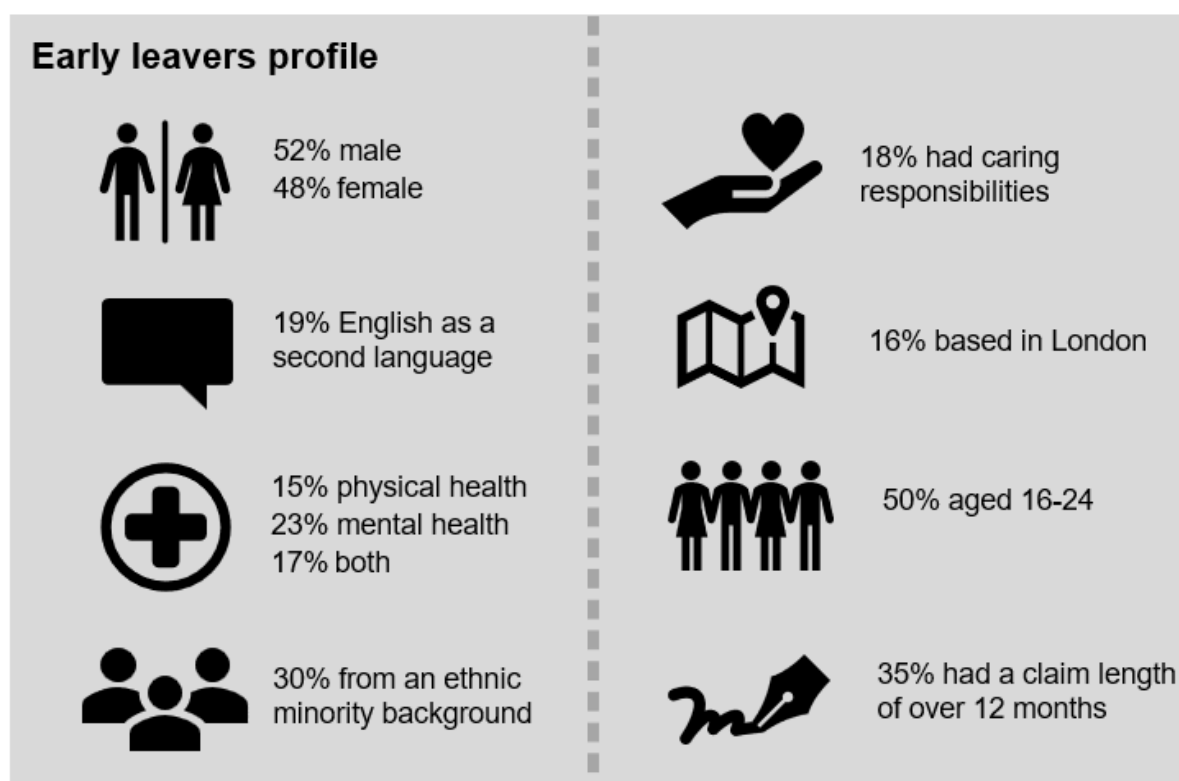 Early leavers profile
52% male
48% female
19% English as a
second language
15% physical health
23% mental health
17% both
30% from an ethnic
minority background
18% had caring
responsibilities
16% based in London
50% aged 16-24
35% had a claim length
of over 12 months